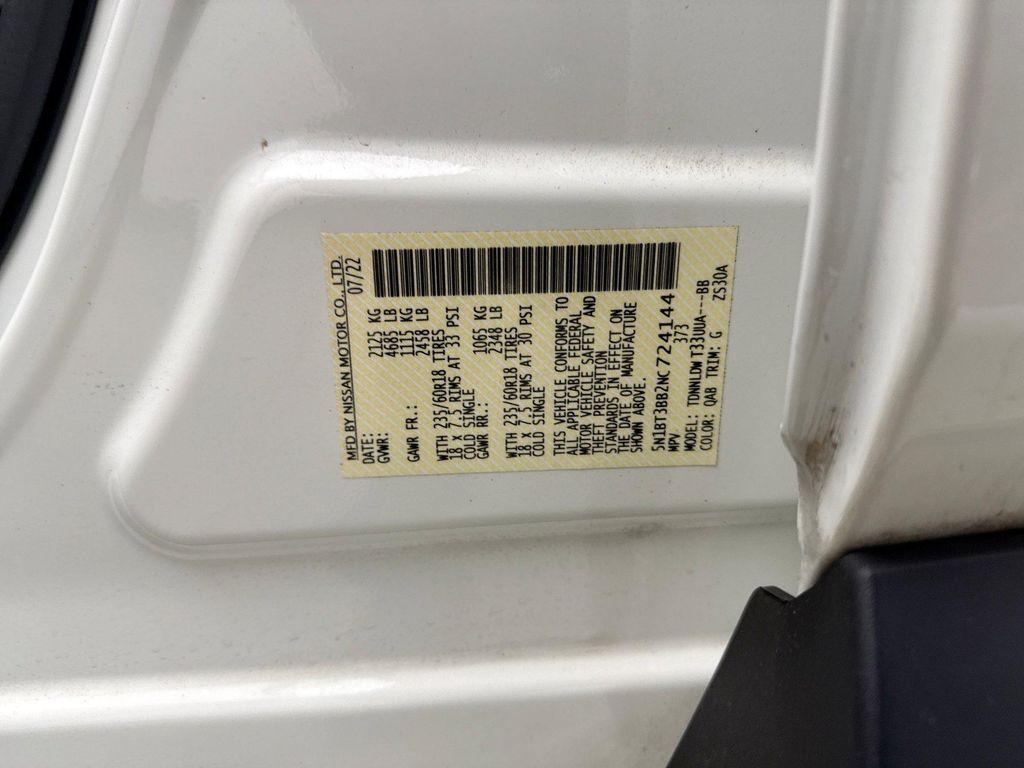 MFD BY NISSAN MOTOR CO., LTD.
DATE: 07/22
GVWR: 2125 KG
4685 LB
GAWR FR.: 1115 KG
2458 LB
WITH 235/60R18 TIRES
18 x 7.5 RIMS AT 33 PSI
COLD SINGLE
GAWR RR.: 1065 KG
2348 LB
WITH 235/60R18 TIRES
18 x 7.5 RIMS AT 30 PSI
COLD SINGLE
THIS VEHICLE CONFORMS TO
ALL APPLICABLE FEDERAL
MOTOR VEHICLE SAFETY AND
THEFT PREVENTION
STANDARDS IN EFFECT ON
THE DATE OF MANUFACTURE
SHOWN ABOVE.
5N1BT3BB2NC724144
MPV 373
MODEL: TDNNLDW T33UUA---BB
COLOR: QAB TRIM: G ZS30A